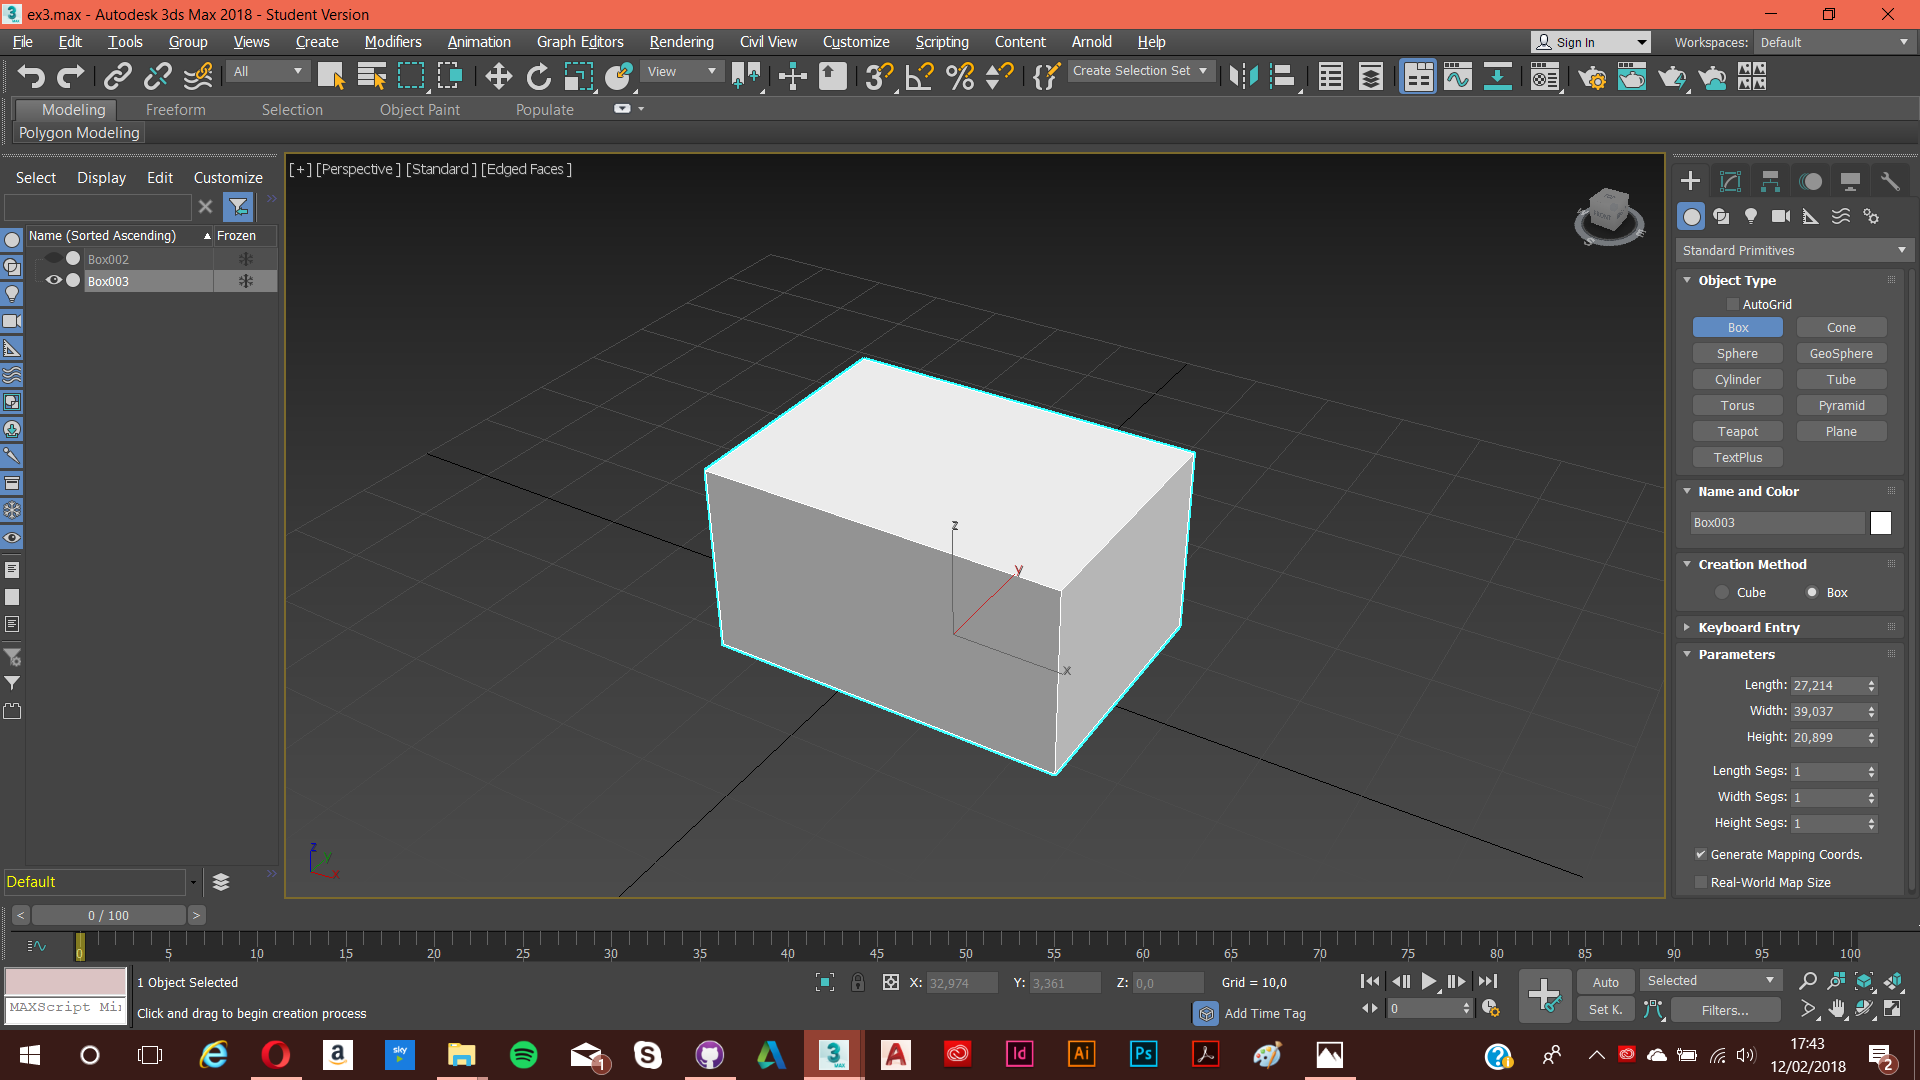 ex3.max - Autodesk 3ds Max 2018 - Student Version
File Edit Tools Group Views Create Modifiers Animation Graph Editors Rendering Civil View Customize Scripting Content Arnold Help
Sign In Workspaces: Default
All View Create Selection Set
Modeling Freeform Selection Object Paint Populate
Polygon Modeling
Select Display Edit Customize
Name (Sorted Ascending) Frozen
Box002
Box003
[+] [Perspective] [Standard] [Edged Faces]
z
y
x
Standard Primitives
Object Type
AutoGrid
Box Cone
Sphere GeoSphere
Cylinder Tube
Torus Pyramid
Teapot Plane
TextPlus
Name and Color
Box003
Creation Method
Cube Box
Keyboard Entry
Parameters
Length: 27,214
Width: 39,037
Height: 20,899
Length Segs: 1
Width Segs: 1
Height Segs: 1
Generate Mapping Coords.
Real-World Map Size
z
y
x
Default
< 0 / 100 >
0 5 10 15 20 25 30 35 40 45 50 55 60 65 70 75 80 85 90 95 100
1 Object Selected X: 32,974 Y: 3,361 Z: 0,0 Grid = 10,0 Auto Selected
MAXScript Mi
Click and drag to begin creation process Add Time Tag 0 Set K. Filters...
17:43
12/02/2018